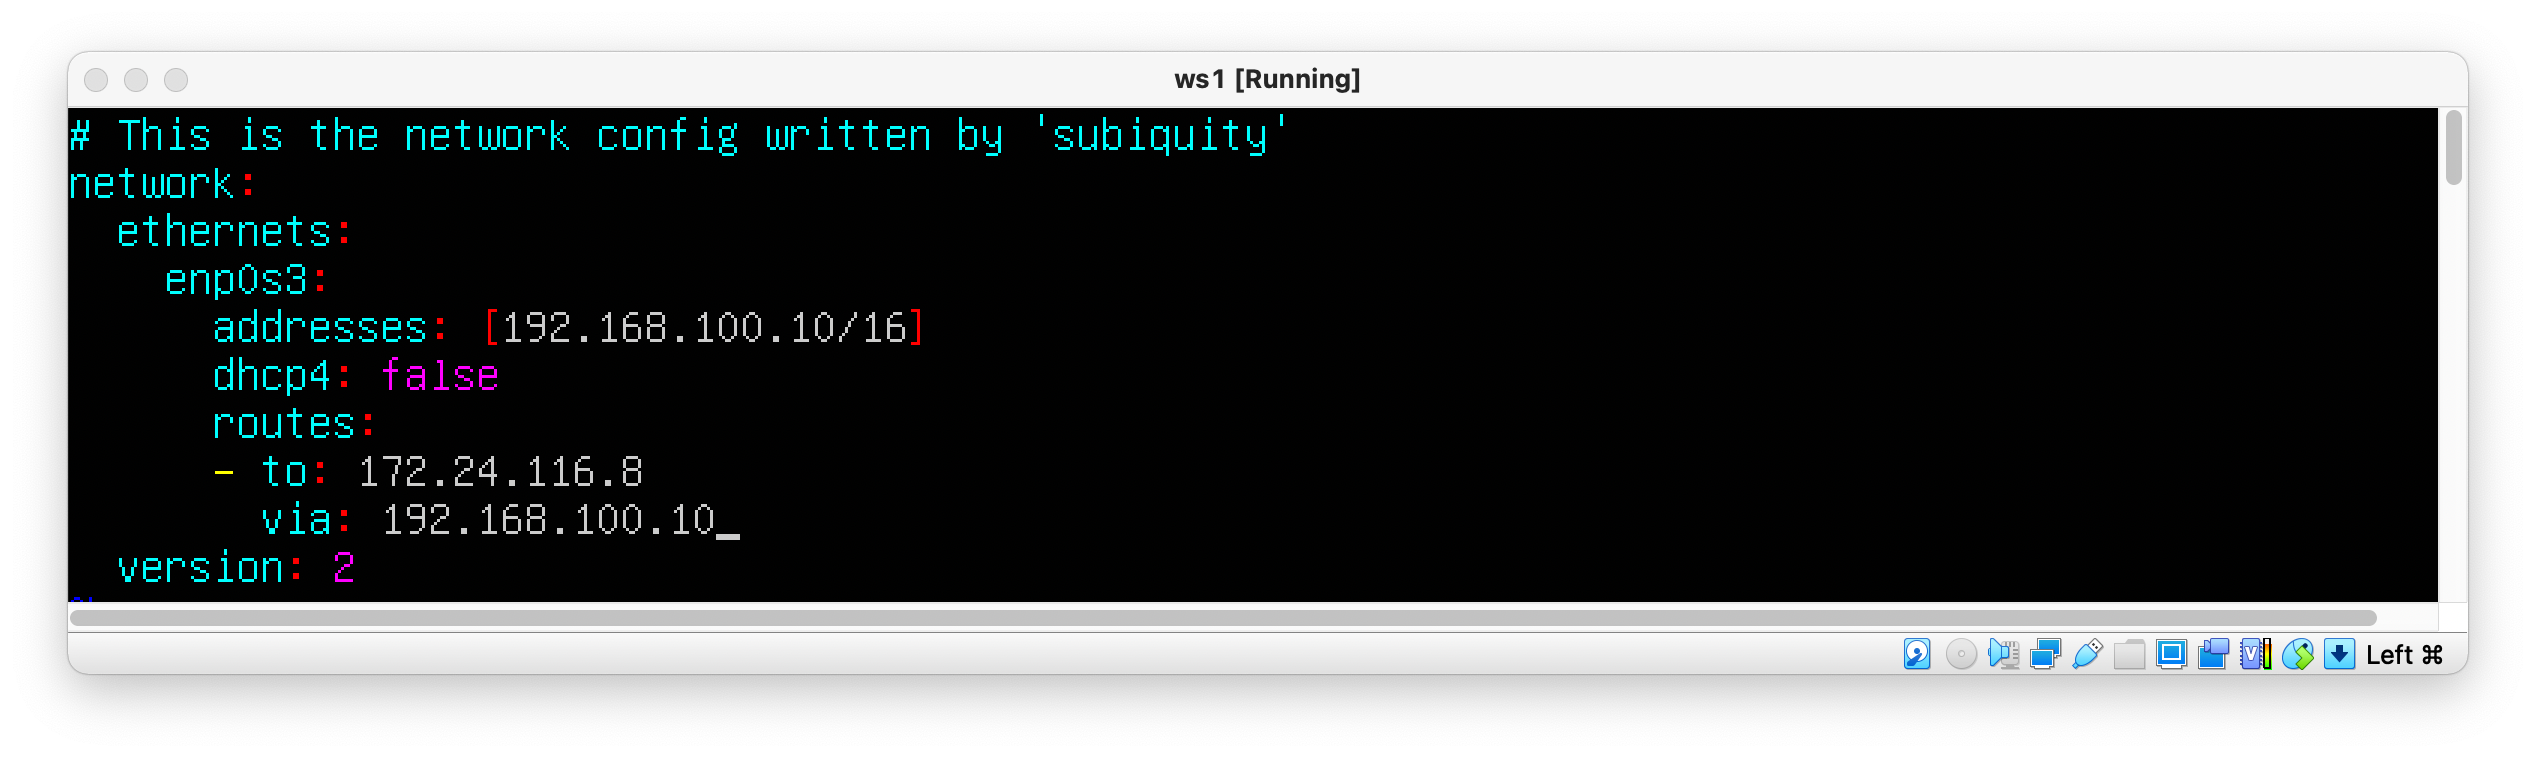 ws1 [Running]
# This is the network config written by 'subiquity'
network:
  ethernets:
    enp0s3:
      addresses: [192.168.100.10/16]
      dhcp4: false
      routes:
      - to: 172.24.116.8
        via: 192.168.100.10_
  version: 2
Left ⌘